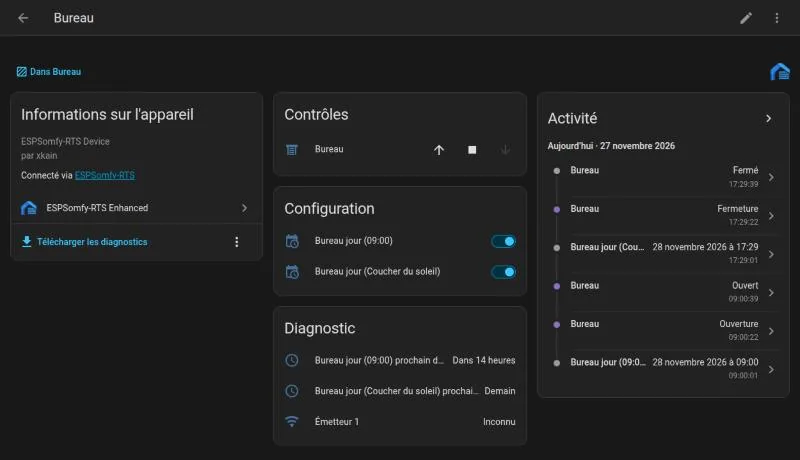 Bureau
Dans Bureau
Informations sur l'appareil
ESPSomfy-RTS Device
par xkain
Connecté via ESPSomfy-RTS
ESPSomfy-RTS Enhanced
Télécharger les diagnostics
Contrôles
Bureau
Configuration
Bureau jour (09:00)
Bureau jour (Coucher du soleil)
Diagnostic
Bureau jour (09:00) prochain d... Dans 14 heures
Bureau jour (Coucher du soleil) prochai... Demain
Émetteur 1 Inconnu
Activité
Aujourd'hui · 27 novembre 2026
Bureau Fermé
17:29:39
Bureau Fermeture
17:29:22
Bureau jour (Cou... 28 novembre 2026 à 17:29
17:29:01
Bureau Ouvert
09:00:39
Bureau Ouverture
09:00:22
Bureau jour (09:0... 28 novembre 2026 à 09:00
09:00:01